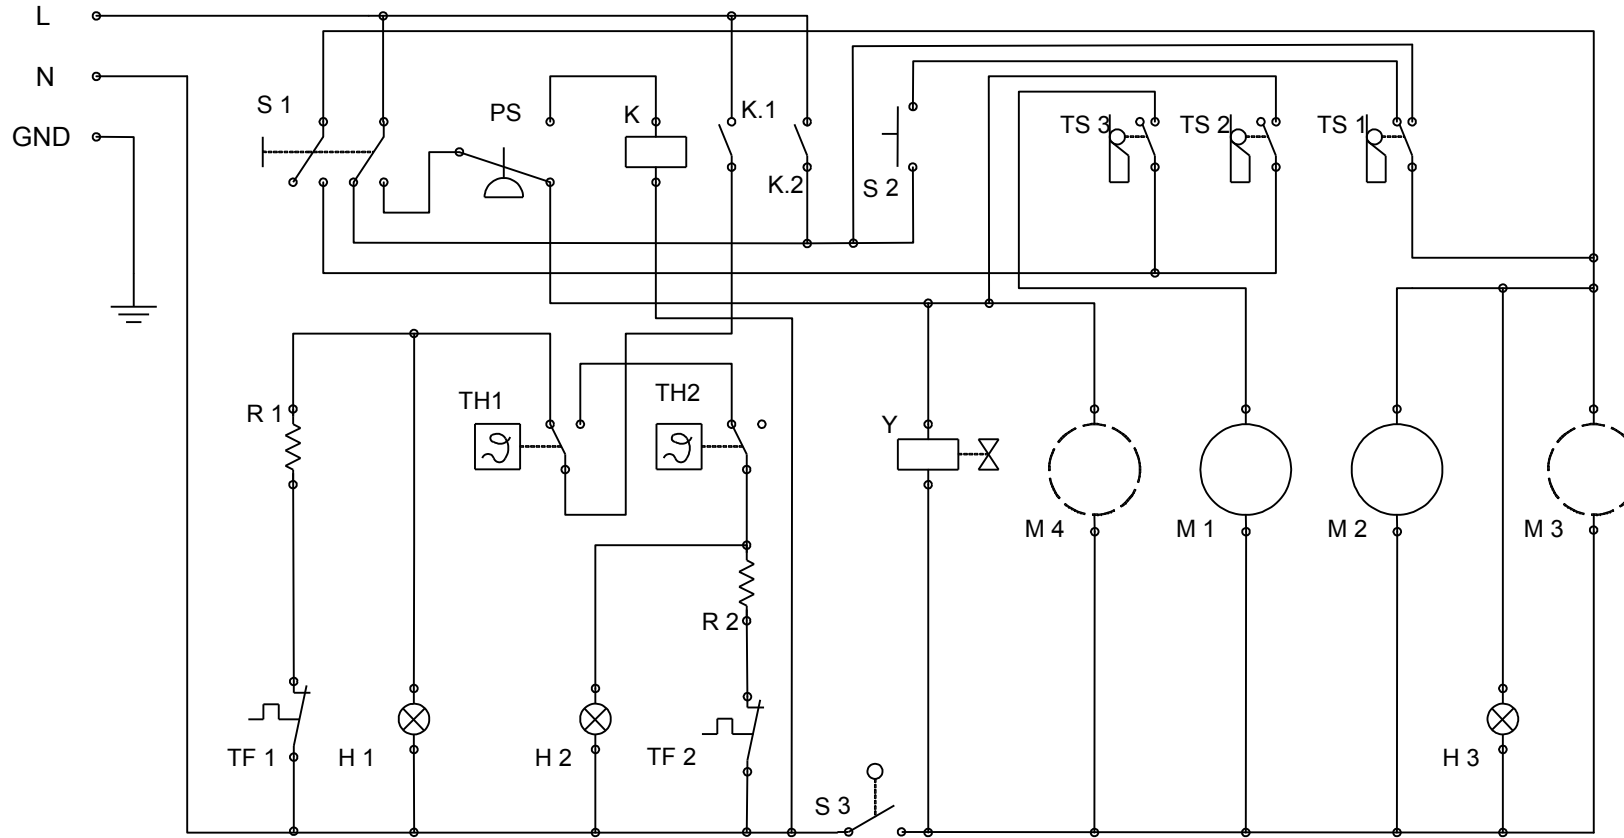 L
N
GND
S 1
PS
K
K.1
K.2
S 2
TS 3
TS 2
TS 1
R 1
TH1
TH2
Y
M 4
M 1
M 2
M 3
R 2
TF 1
H 1
H 2
TF 2
S 3
H 3